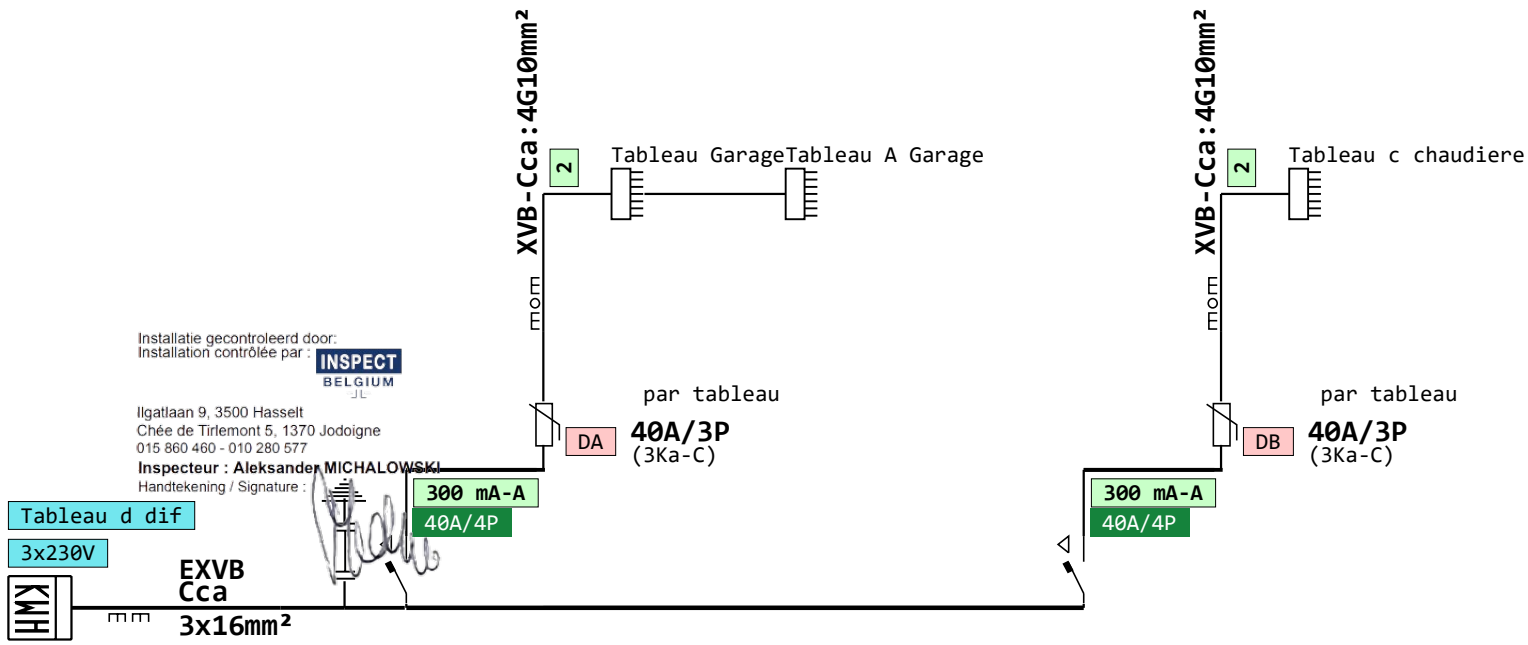 XVB-Cca:4G10mm²
2
Tableau GarageTableau A Garage
XVB-Cca:4G10mm²
2
Tableau c chaudiere
Installatie gecontroleerd door:
Installation contrôlée par :
INSPECT
BELGIUM
Ilgatlaan 9, 3500 Hasselt
Chée de Tirlemont 5, 1370 Jodoigne
015 860 460 - 010 280 577
Inspecteur : Aleksander MICHALOWSKI
Handtekening / Signature :
par tableau
DA
40A/3P
(3Ka-C)
par tableau
DB
40A/3P
(3Ka-C)
300 mA-A
40A/4P
300 mA-A
40A/4P
Tableau d dif
3x230V
KWH
EXVB
Cca
3x16mm²